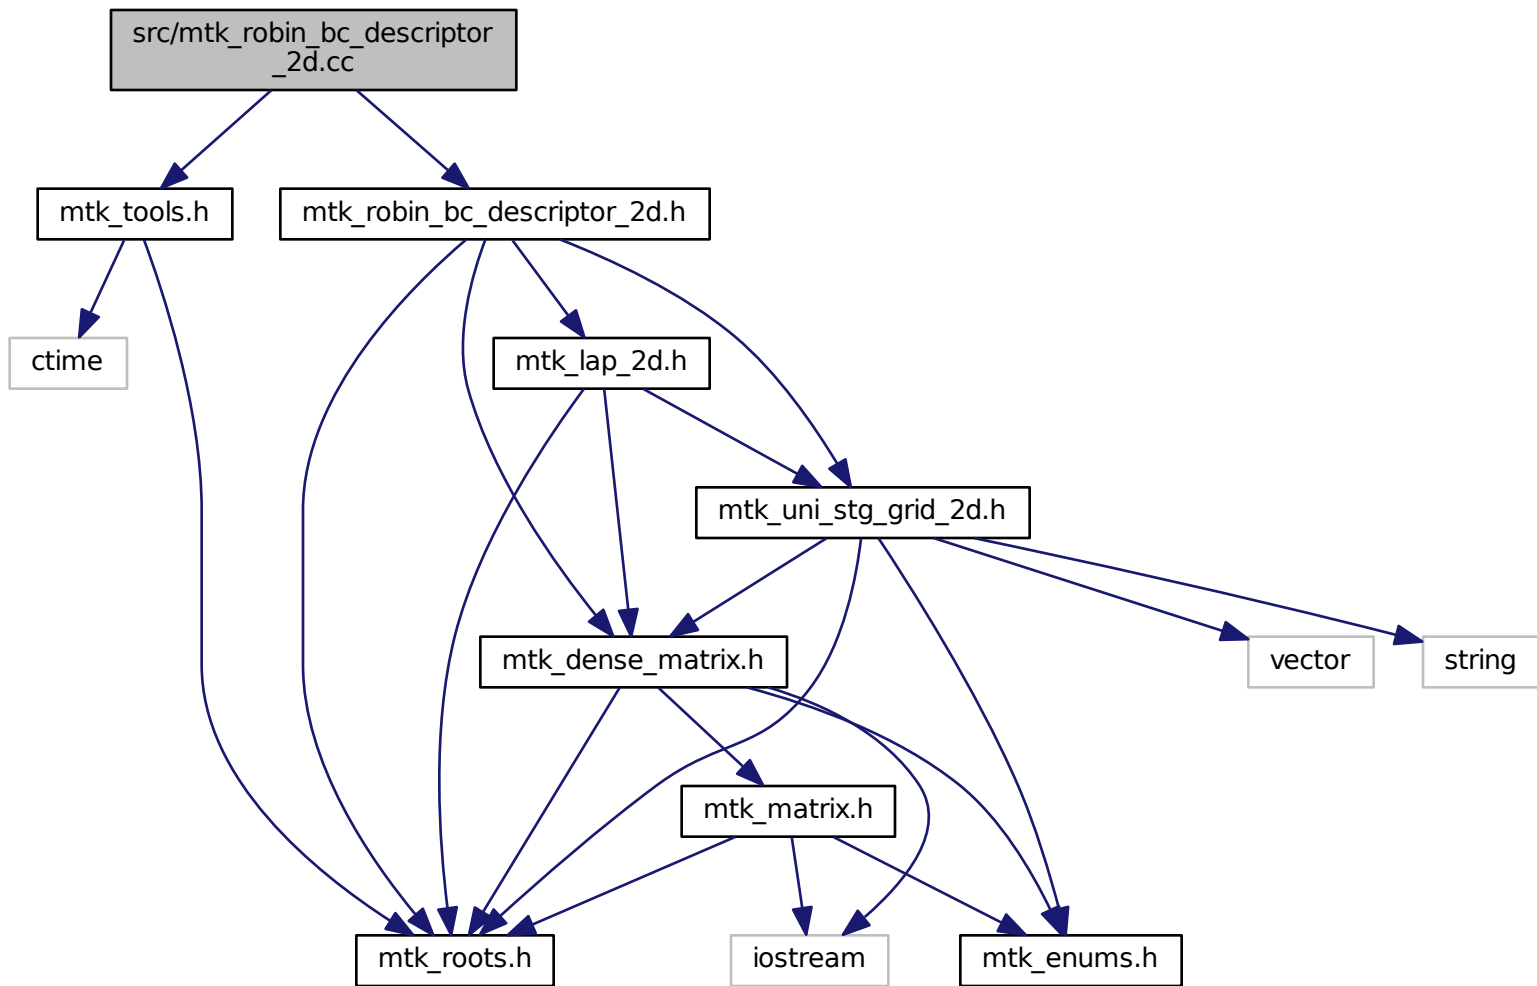 src/mtk_robin_bc_descriptor
_2d.cc
mtk_tools.h
mtk_robin_bc_descriptor_2d.h
ctime
mtk_lap_2d.h
mtk_uni_stg_grid_2d.h
mtk_dense_matrix.h
vector
string
mtk_matrix.h
mtk_roots.h
iostream
mtk_enums.h